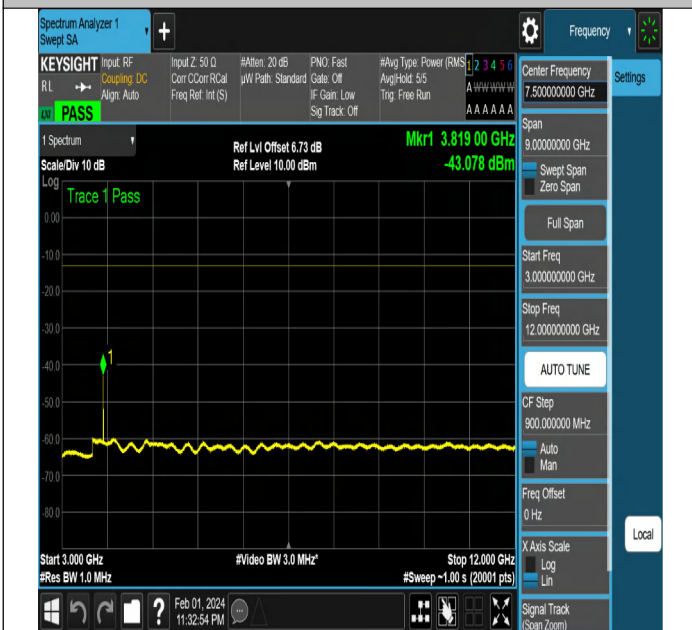 Spectrum Analyzer 1
Swept SA
+
Frequency
KEYSIGHT
RL
LXI
PASS
Input: RF
Coupling: DC
Align: Auto
Input Z: 50 Ω
Corr CCorr RCal
Freq Ref: Int (S)
#Atten: 20 dB
µW Path: Standard
PNO: Fast
Gate: Off
IF Gain: Low
Sig Track: Off
#Avg Type: Power (RMS
Avg|Hold: 5/5
Trig: Free Run
1 2 3 4 5 6
A W W W W W
A A A A A A
1 Spectrum
Scale/Div 10 dB
Ref Lvl Offset 6.73 dB
Ref Level 10.00 dBm
Mkr1 3.819 00 GHz
-43.078 dBm
Log
Trace 1 Pass
0.00
-10.0
-20.0
-30.0
-40.0
-50.0
-60.0
-70.0
-80.0
1
Start 3.000 GHz
#Res BW 1.0 MHz
#Video BW 3.0 MHz*
Stop 12.000 GHz
#Sweep ~1.00 s (20001 pts)
?
Feb 01, 2024
11:32:54 PM
Center Frequency
7.500000000 GHz
Span
9.00000000 GHz
Swept Span
Zero Span
Full Span
Start Freq
3.000000000 GHz
Stop Freq
12.000000000 GHz
AUTO TUNE
CF Step
900.000000 MHz
Auto
Man
Freq Offset
0 Hz
X Axis Scale
Log
Lin
Signal Track
(Span Zoom)
Settings
Local